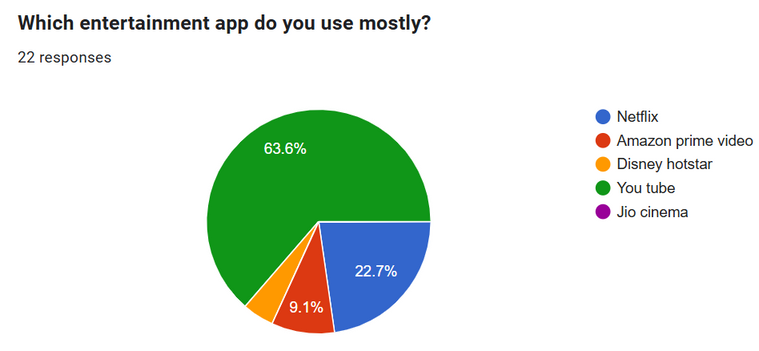 Which entertainment app do you use mostly?
22 responses
63.6%
22.7%
9.1%
Netflix
Amazon prime video
Disney hotstar
You tube
Jio cinema